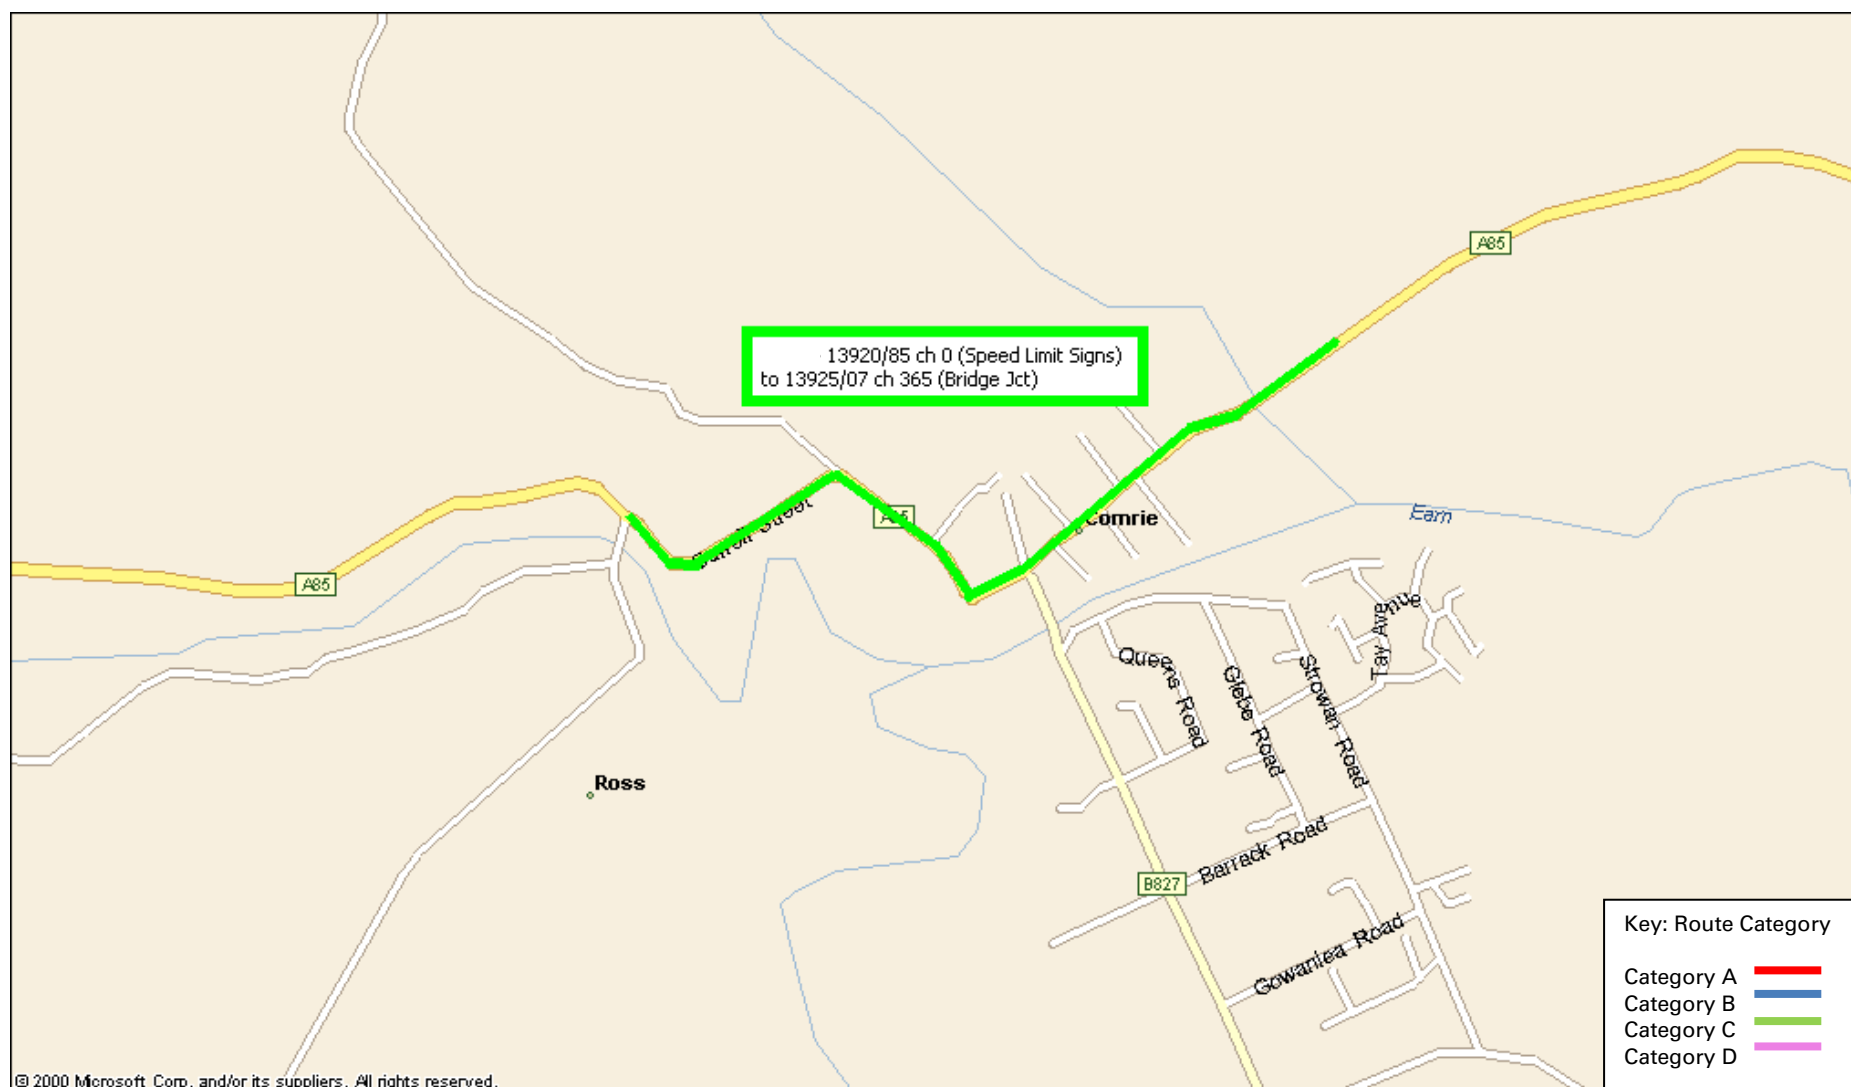 A85
13920/85 ch 0 (Speed Limit Signs)
to 13925/07 ch 365 (Bridge Jct)
Earn
Comrie
Street
A85
Tay Avenue
Queens Road
Glebe Road
Strowan Road
Ross
Barrack Road
B827
Gowanlea Road
Key: Route Category
Category A
Category B
Category C
Category D
© 2000 Microsoft Corp. and/or its suppliers. All rights reserved.